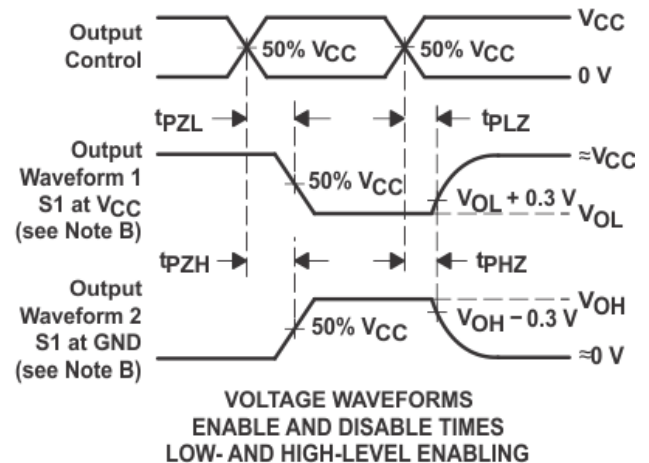 Output
Control
50% VCC
50% VCC
VCC
0 V
tPZL
tPLZ
Output
Waveform 1
S1 at VCC
(see Note B)
50% VCC
≈VCC
VOL + 0.3 V
VOL
tPZH
tPHZ
Output
Waveform 2
S1 at GND
(see Note B)
50% VCC
VOH
VOH − 0.3 V
≈0 V
VOLTAGE WAVEFORMS
ENABLE AND DISABLE TIMES
LOW- AND HIGH-LEVEL ENABLING